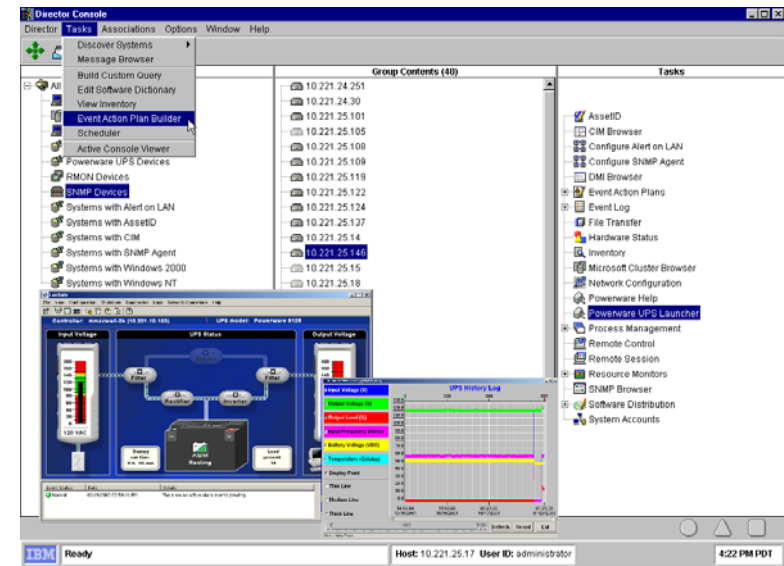 Director Console
Director Tasks Associations Options Window Help
Discover Systems
Message Browser
Build Custom Query
Edit Software Dictionary
View Inventory
Event Action Plan Builder
Scheduler
Active Console Viewer
All
Powerware UPS Devices
RMON Devices
SNMP Devices
Systems with Alert on LAN
Systems with AssetID
Systems with CIM
Systems with SNMP Agent
Systems with Windows 2000
Systems with Windows NT
Group Contents (40)
10.221.24.251
10.221.24.30
10.221.25.101
10.221.25.105
10.221.25.108
10.221.25.109
10.221.25.119
10.221.25.122
10.221.25.124
10.221.25.137
10.221.25.14
10.221.25.146
10.221.25.15
10.221.25.18
Tasks
AssetID
CIM Browser
Configure Alert on LAN
Configure SNMP Agent
DMI Browser
Event Action Plans
Event Log
File Transfer
Hardware Status
Inventory
Microsoft Cluster Browser
Network Configuration
Powerware Help
Powerware UPS Launcher
Process Management
Remote Control
Remote Session
Resource Monitors
SNMP Browser
Software Distribution
System Accounts
UPS model: Powerware
Input Voltage
UPS Status
Output Voltage
Filter
Filter
Rectifier
Inverter
120 VAC
ABM
Resting
UPS History Log
Input Voltage (V)
Output Voltage (V)
Output Load (%)
Battery Voltage (VDC)
Temperature (Celsius)
Display Point
Thin Line
Medium Line
Thick Line
Exit
IBM
Ready
Host: 10.221.25.17 User ID: administrator
4:22 PM PDT